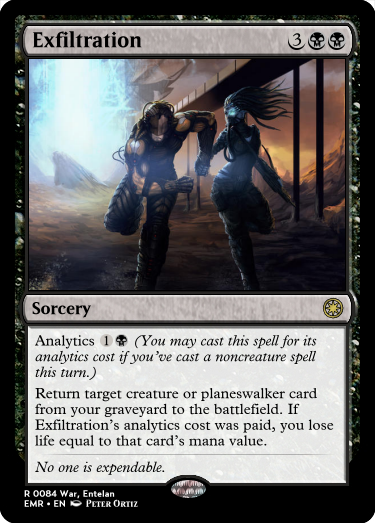 Exfiltration 3
Sorcery
Analytics 1 (You may cast this spell for its
analytics cost if you've cast a noncreature spell
this turn.)
Return target creature or planeswalker card
from your graveyard to the battlefield. If
Exfiltration's analytics cost was paid, you lose
life equal to that card's mana value.
No one is expendable.
R 0084 War, Entelan
EMR • EN Peter Ortiz